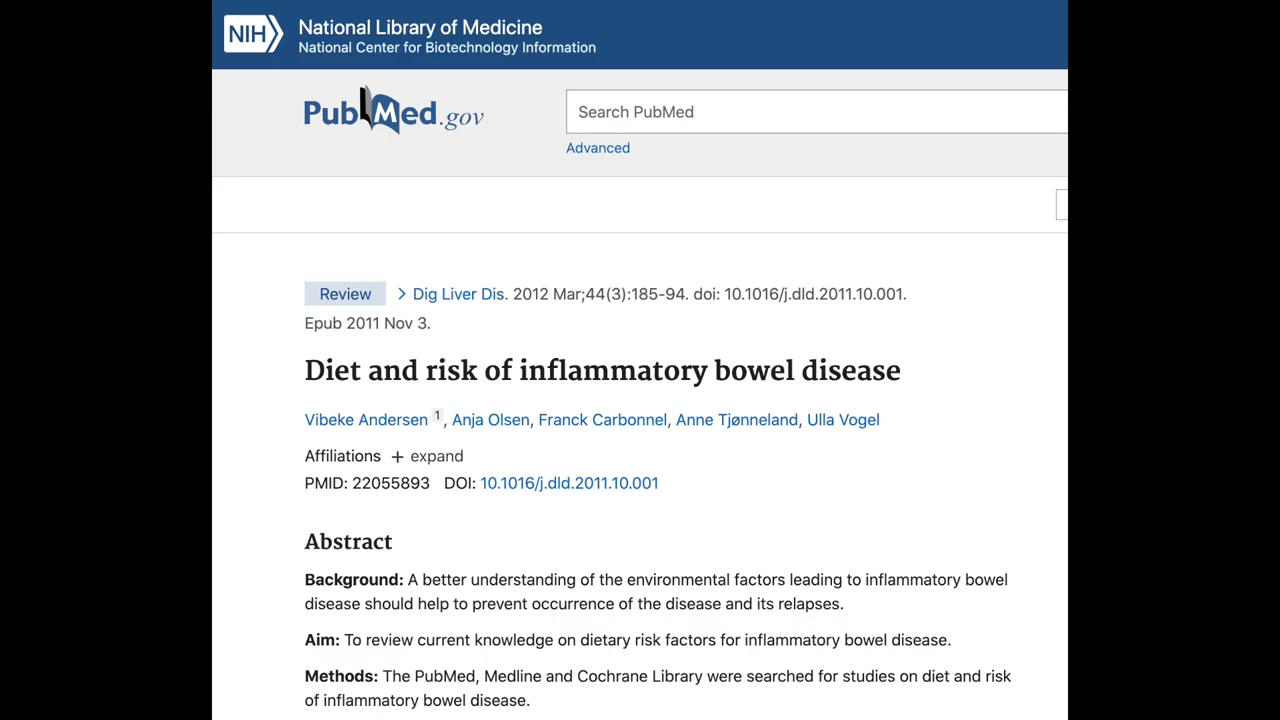 NIH
National Library of Medicine
National Center for Biotechnology Information
PubMed.gov
Search PubMed
Advanced
Review > Dig Liver Dis. 2012 Mar;44(3):185-94. doi: 10.1016/j.dld.2011.10.001.
Epub 2011 Nov 3.
Diet and risk of inflammatory bowel disease
Vibeke Andersen 1, Anja Olsen, Franck Carbonnel, Anne Tjønneland, Ulla Vogel
Affiliations + expand
PMID: 22055893 DOI: 10.1016/j.dld.2011.10.001
Abstract
Background: A better understanding of the environmental factors leading to inflammatory bowel
disease should help to prevent occurrence of the disease and its relapses.
Aim: To review current knowledge on dietary risk factors for inflammatory bowel disease.
Methods: The PubMed, Medline and Cochrane Library were searched for studies on diet and risk
of inflammatory bowel disease.